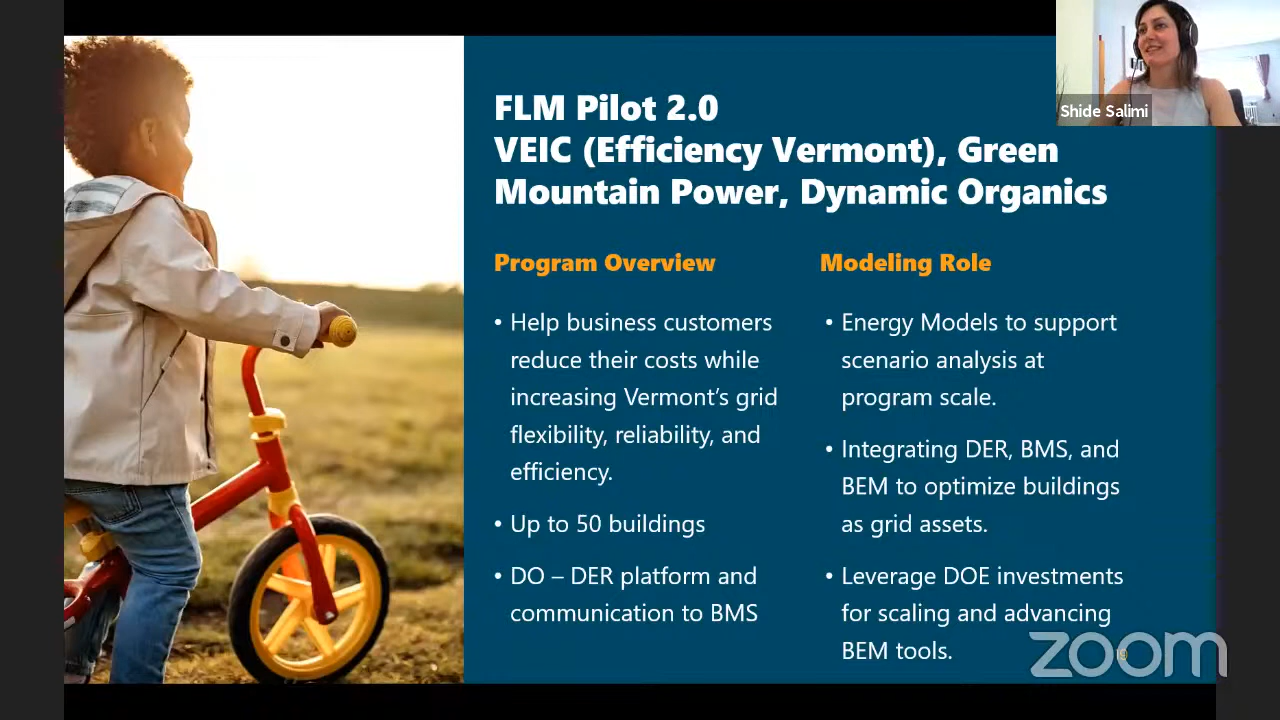 FLM Pilot 2.0
VEIC (Efficiency Vermont), Green
Mountain Power, Dynamic Organics
Program Overview
• Help business customers
reduce their costs while
increasing Vermont's grid
flexibility, reliability, and
efficiency.
• Up to 50 buildings
• DO – DER platform and
communication to BMS
Modeling Role
• Energy Models to support
scenario analysis at
program scale.
• Integrating DER, BMS, and
BEM to optimize buildings
as grid assets.
• Leverage DOE investments
for scaling and advancing
BEM tools.
Shide Salimi
zoom